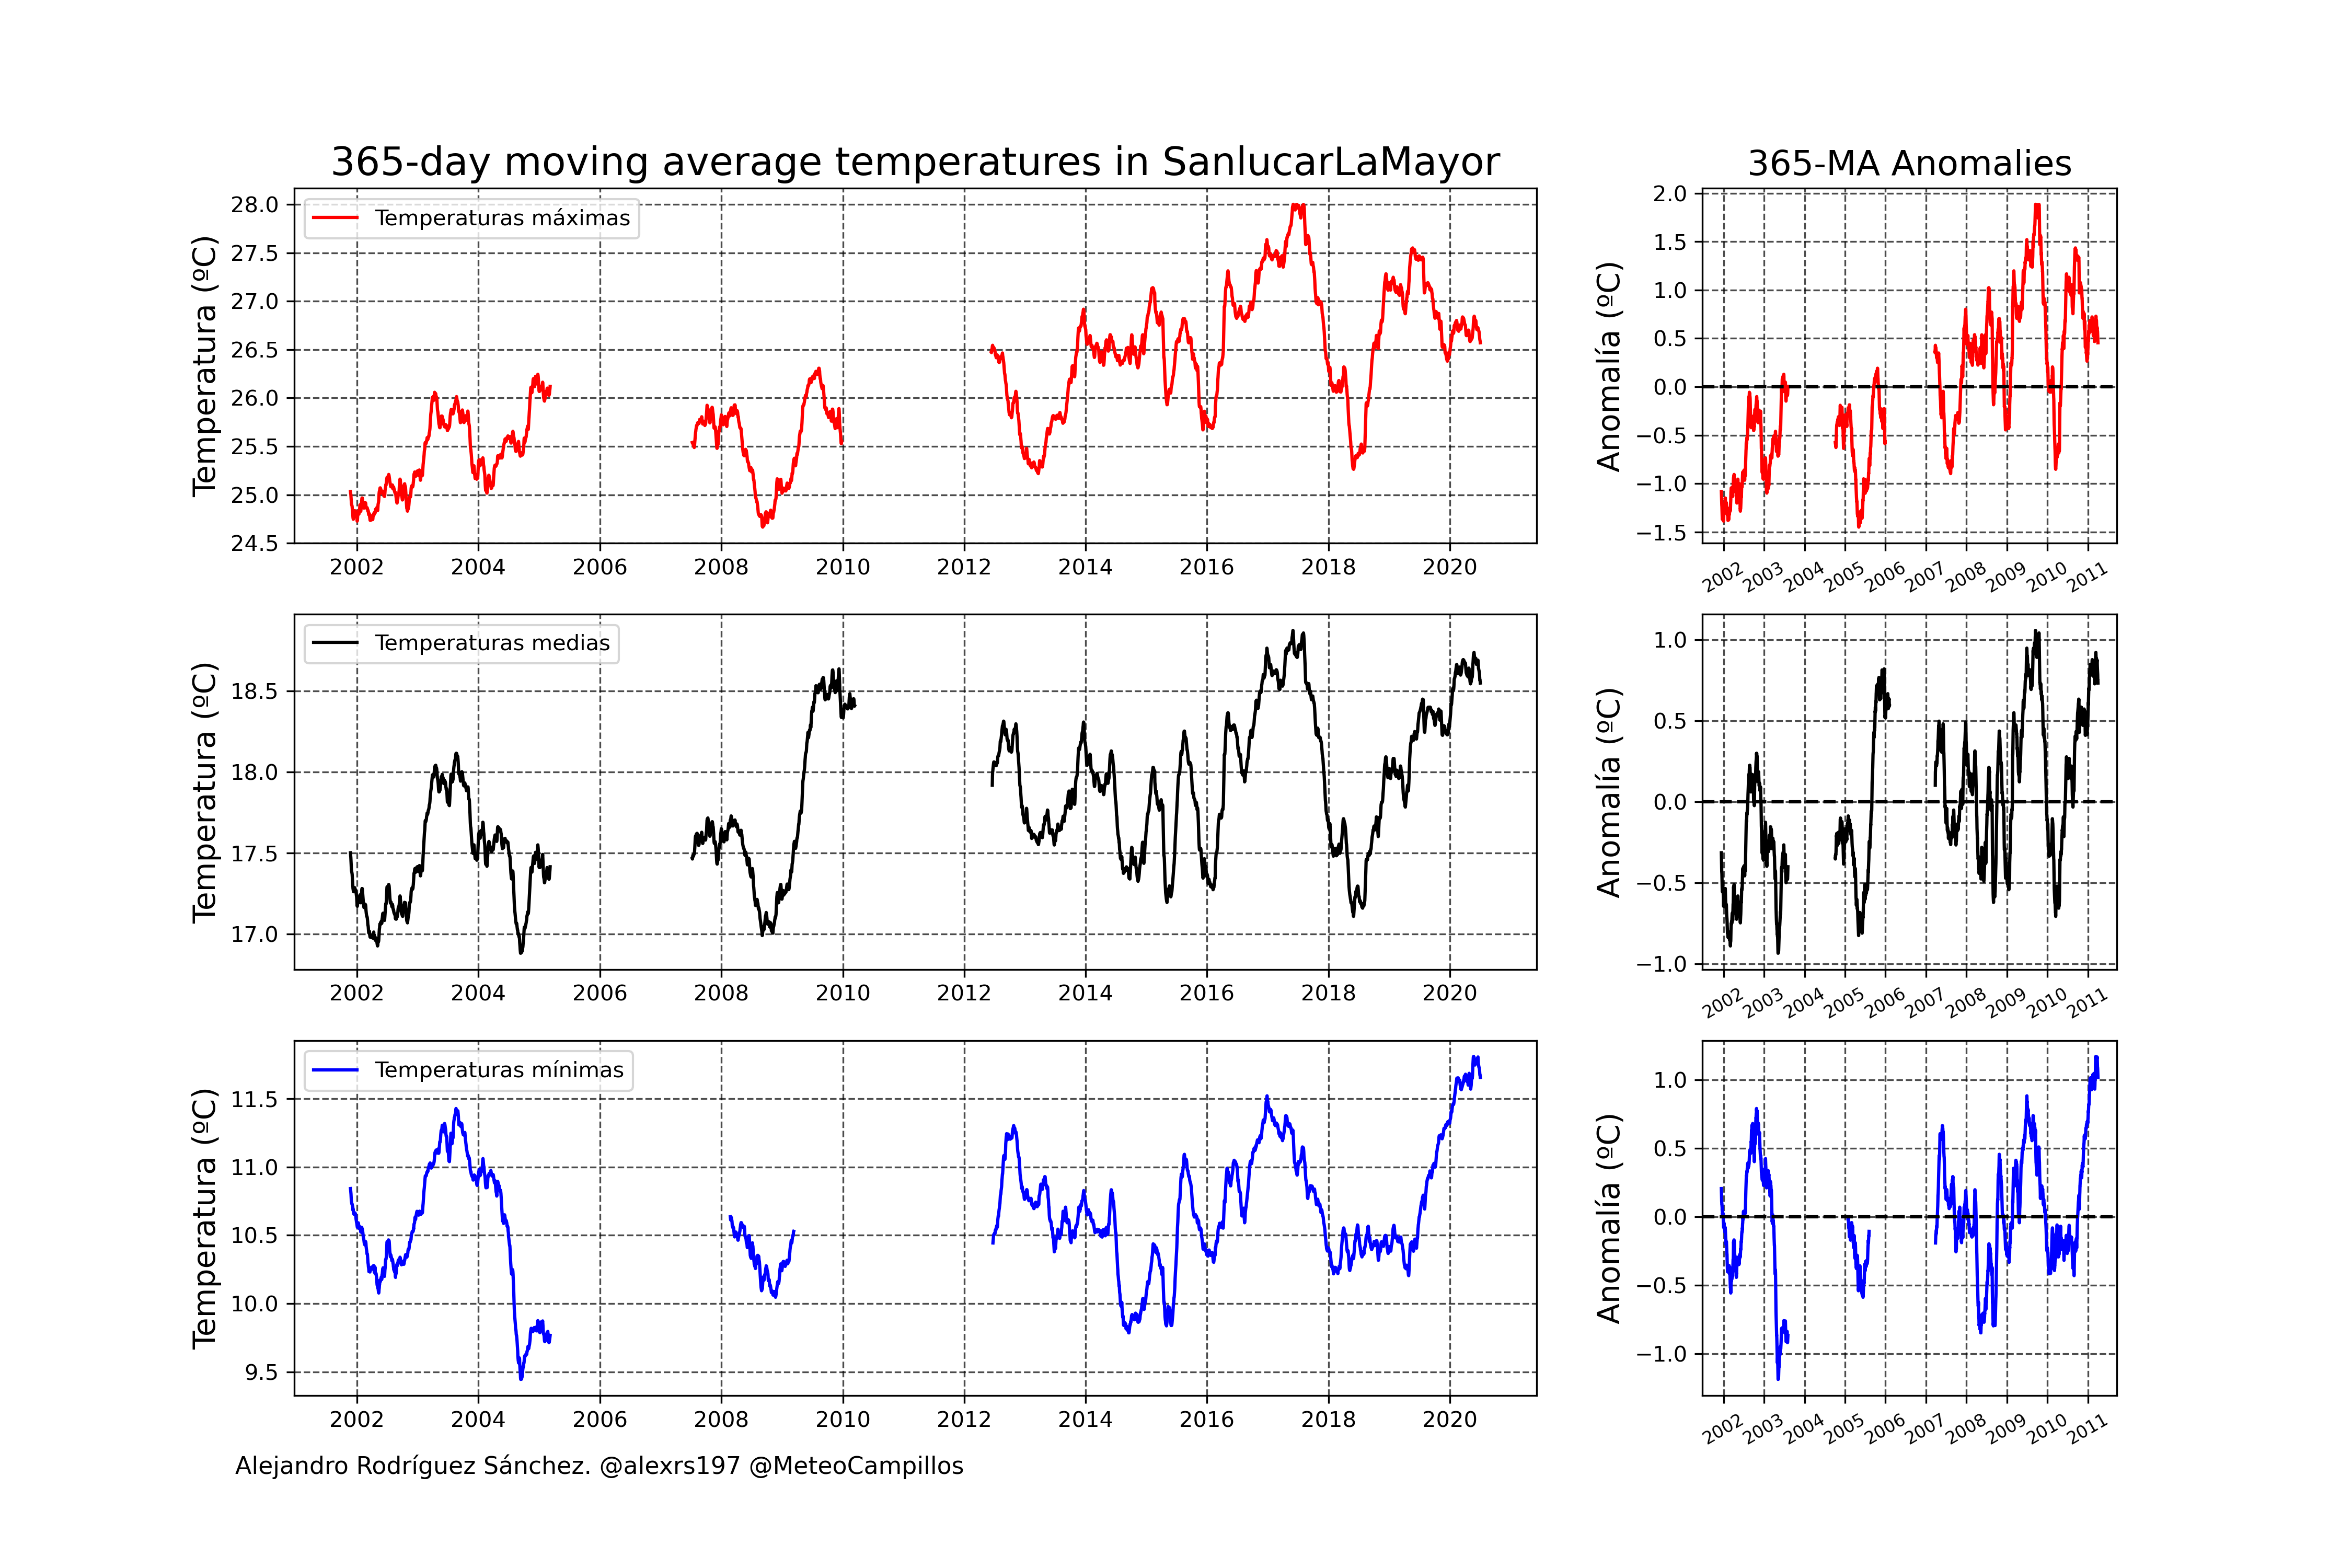 365-day moving average temperatures in SanlucarLaMayor
365-MA Anomalies
Temperatura (ºC)
28.0
27.5
27.0
26.5
26.0
25.5
25.0
24.5
Temperaturas máximas
2002 2004 2006 2008 2010 2012 2014 2016 2018 2020
Anomalía (ºC)
2.0
1.5
1.0
0.5
0.0
−0.5
−1.0
−1.5
2002 2003 2004 2005 2006 2007 2008 2009 2010 2011
Temperatura (ºC)
18.5
18.0
17.5
17.0
Temperaturas medias
2002 2004 2006 2008 2010 2012 2014 2016 2018 2020
Anomalía (ºC)
1.0
0.5
0.0
−0.5
−1.0
2002 2003 2004 2005 2006 2007 2008 2009 2010 2011
Temperatura (ºC)
11.5
11.0
10.5
10.0
9.5
Temperaturas mínimas
2002 2004 2006 2008 2010 2012 2014 2016 2018 2020
Anomalía (ºC)
1.0
0.5
0.0
−0.5
−1.0
2002 2003 2004 2005 2006 2007 2008 2009 2010 2011
Alejandro Rodríguez Sánchez. @alexrs197 @MeteoCampillos